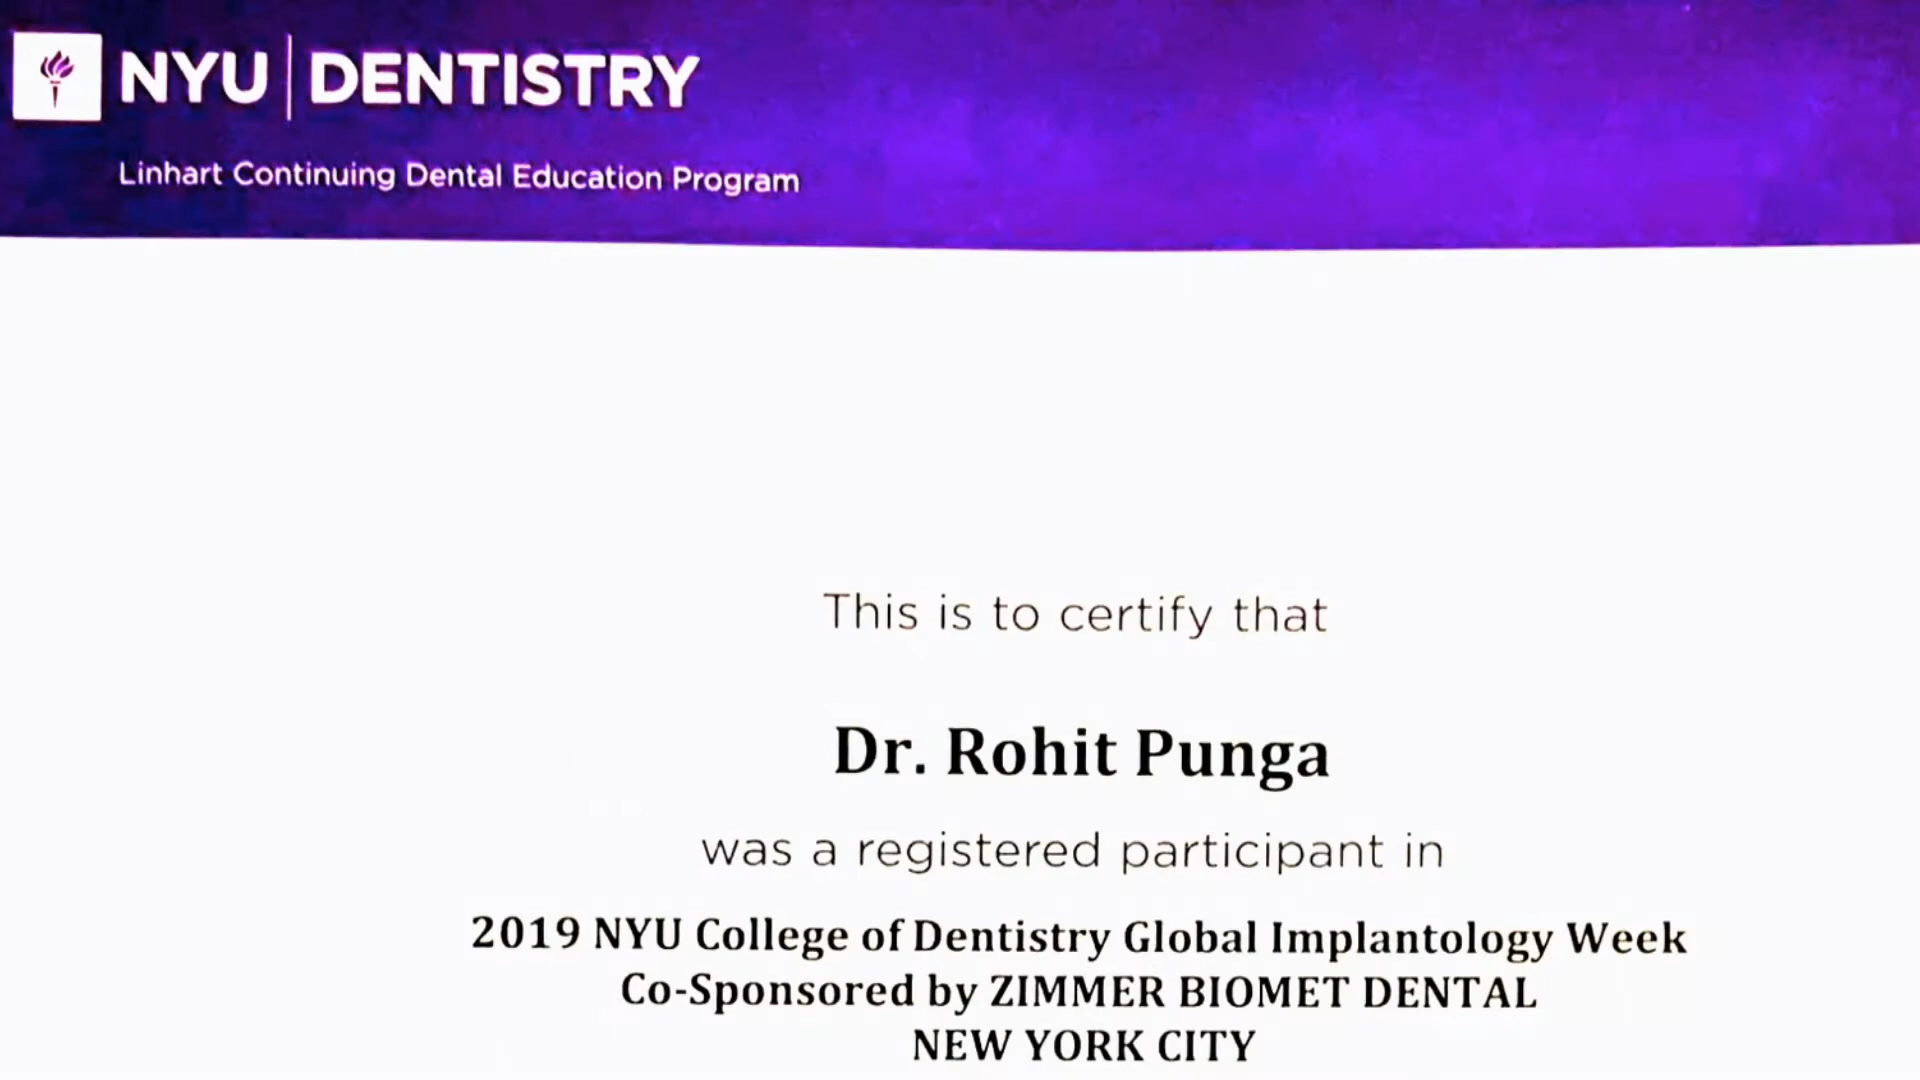 NYU | DENTISTRY
Linhart Continuing Dental Education Program
This is to certify that
Dr. Rohit Punga
was a registered participant in
2019 NYU College of Dentistry Global Implantology Week
Co-Sponsored by ZIMMER BIOMET DENTAL
NEW YORK CITY